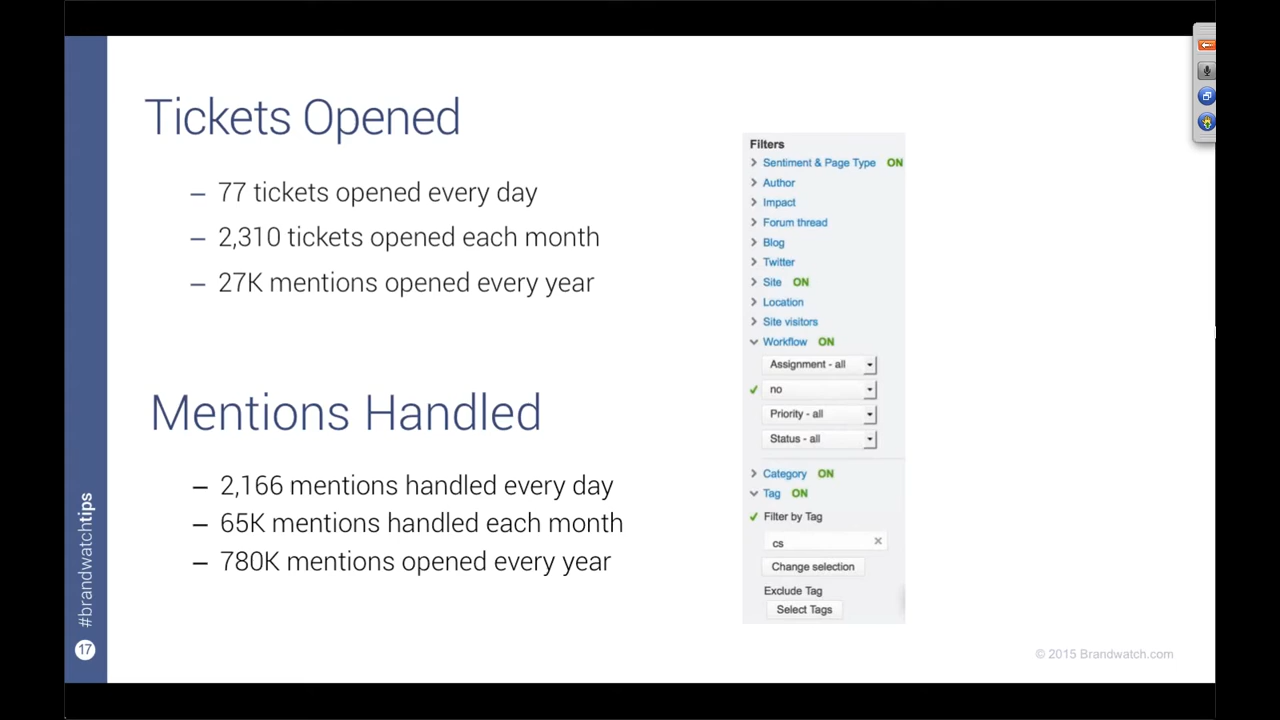 Tickets Opened
– 77 tickets opened every day
– 2,310 tickets opened each month
– 27K mentions opened every year
Mentions Handled
– 2,166 mentions handled every day
– 65K mentions handled each month
– 780K mentions opened every year
Filters
Sentiment & Page Type ON
Author
Impact
Forum thread
Blog
Twitter
Site ON
Location
Site visitors
Workflow ON
Assignment - all
no
Priority - all
Status - all
Category ON
Tag ON
Filter by Tag
cs
Change selection
Exclude Tag
Select Tags
#brandwatchtips
17
© 2015 Brandwatch.com